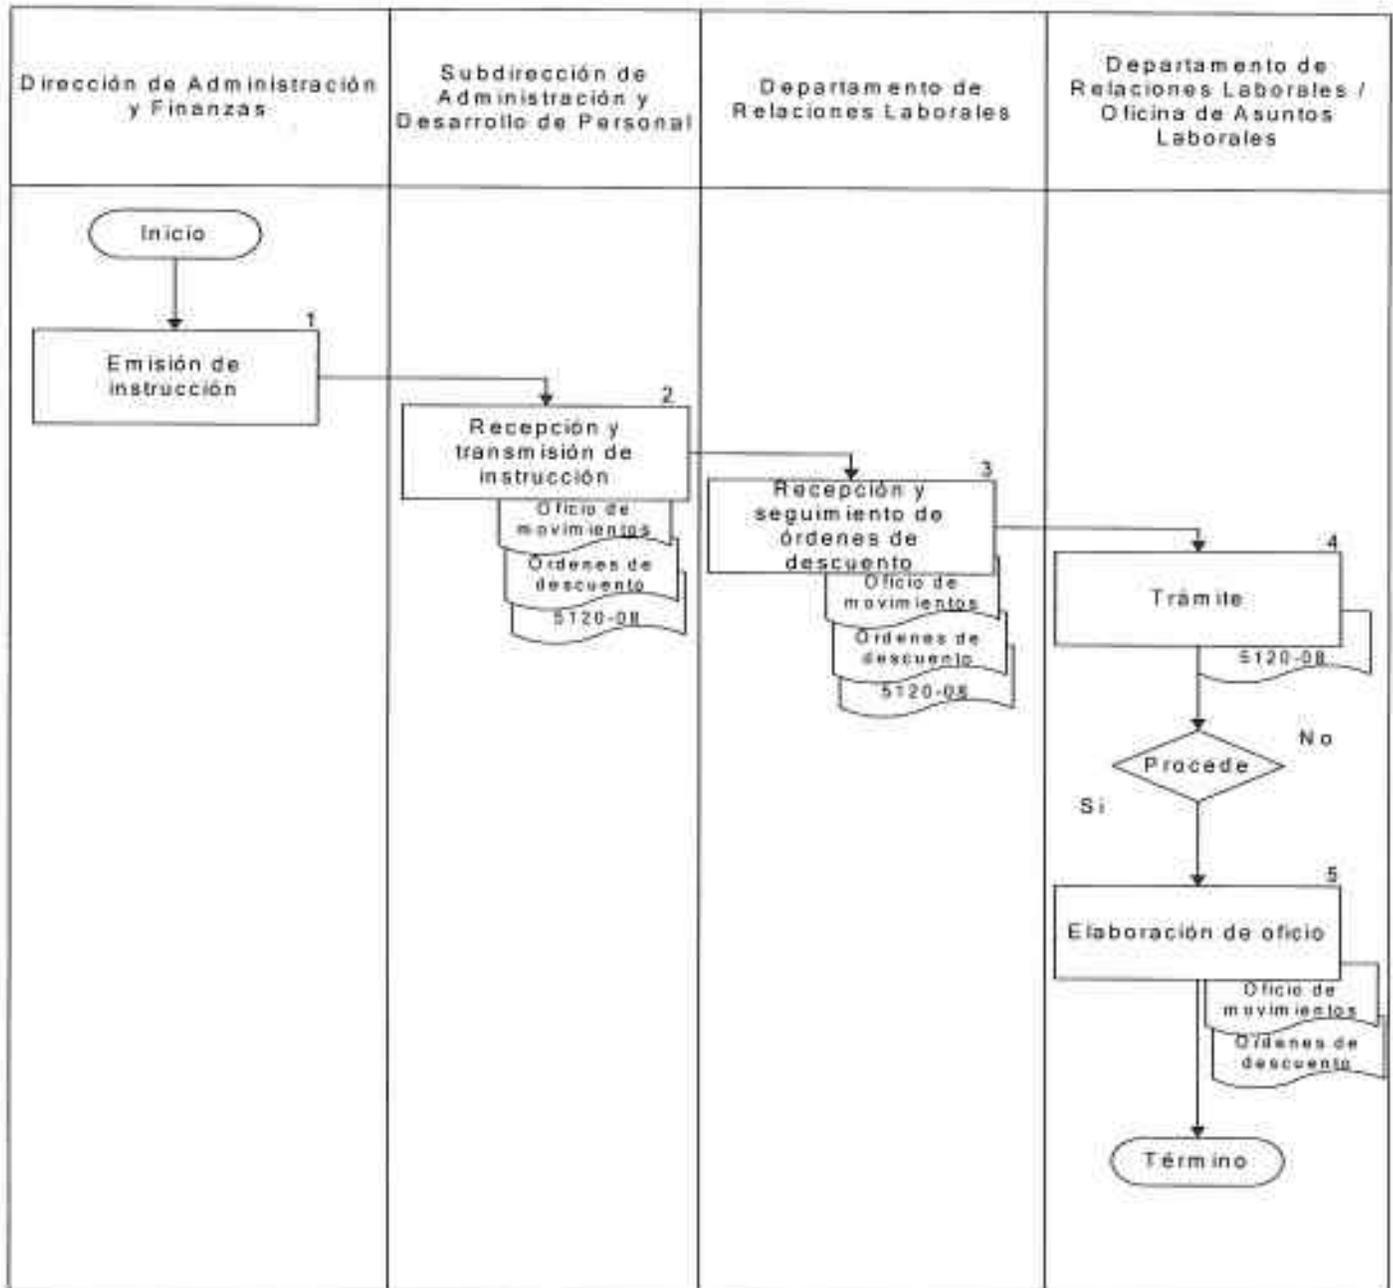 Dirección de Administración
y Finanzas
Subdirección de
Administración y
Desarrollo de Personal
Departamento de
Relaciones Laborales
Departamento de
Relaciones Laborales /
Oficina de Asuntos
Laborales
Inicio
1
Emisión de
instrucción
2
Recepción y
transmisión de
instrucción
Oficio de
movimientos
Órdenes de
descuento
5120-08
3
Recepción y
seguimiento de
órdenes de
descuento
Oficio de
movimientos
Órdenes de
descuento
5120-08
4
Trámite
5120-08
Procede
No
Si
5
Elaboración de oficio
Oficio de
movimientos
Órdenes de
descuento
Término